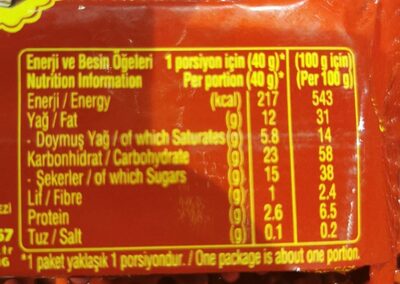 Enerji ve Besin Öğeleri 1 porsiyon için (40 g)* (100 g için)
Nutrition Information Per portion (40 g)* (Per 100 g)
Enerji / Energy (kcal) 217 543
Yağ / Fat (g) 12 31
- Doymuş Yağ / of which Saturates (g) 5.8 14
Karbonhidrat / Carbohydrate (g) 23 58
- Şekerler / of which Sugars (g) 15 38
Lif / Fibre (g) 1 2.4
Protein (g) 2.6 6.5
Tuz / Salt (g) 0.1 0.2
*1 paket yaklaşık 1 porsiyondur. / One package is about one portion.